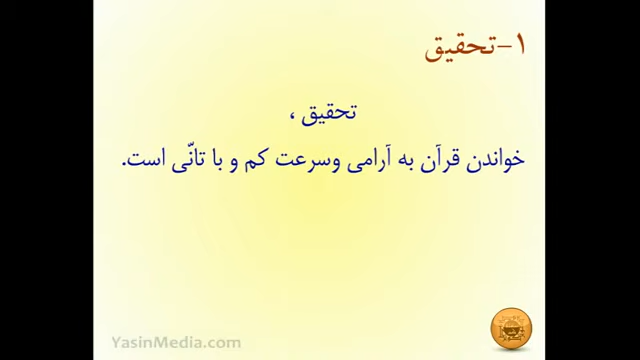 ۱-تحقیق
تحقیق ،
خواندن قرآن به آرامی وسرعت کم و با تانّی است.
YasinMedia.com